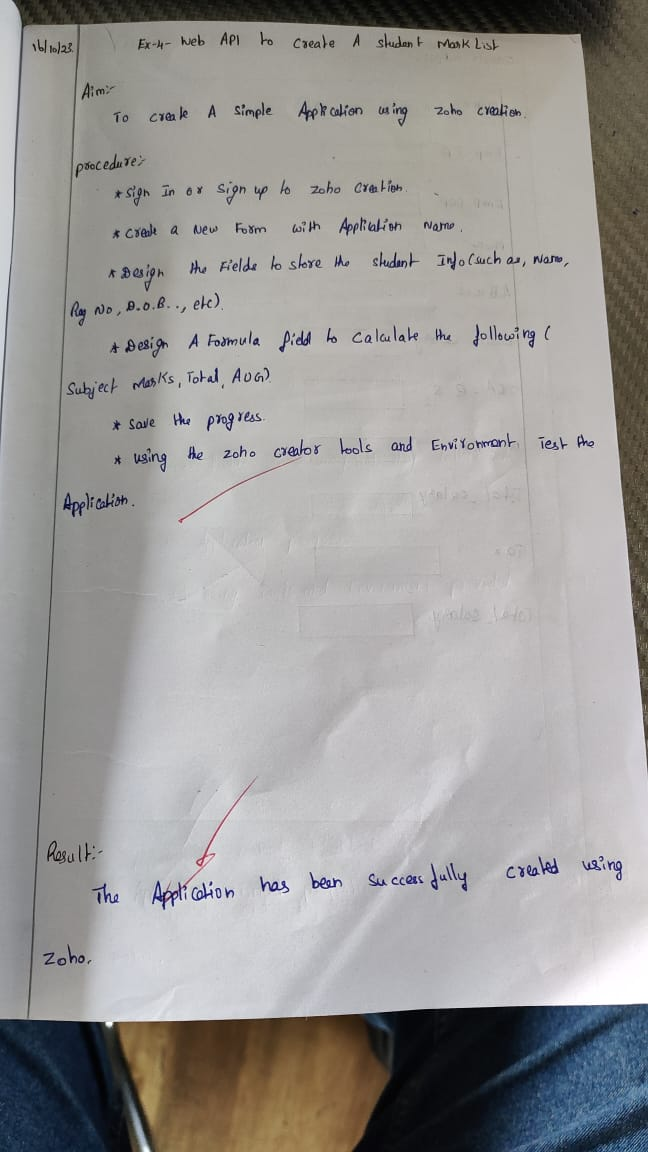 16/10/23
Ex-4- Web API to Create A Student Mark List
Aim:-
To create A Simple Application using Zoho creation.
procedure:-
* Sign In or Sign up to Zoho Creation.
* Create a New Form with Application Name.
* Design the Fields to store the student Info (such as, Name,
Reg No, D.O.B.., etc).
* Design A Formula field to Calculate the following (
Subject Marks, Total, AVG).
* Save the progress.
* using the zoho creator tools and Environment, Test the
Application.
Result:-
The Application has been successfully created using
Zoho.